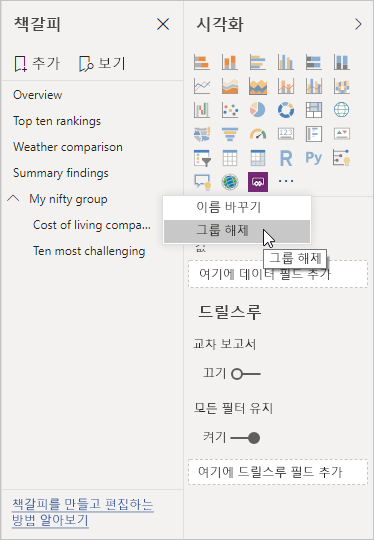 책갈피
추가
보기
Overview
Top ten rankings
Weather comparison
Summary findings
My nifty group
Cost of living compa...
Ten most challenging
책갈피를 만들고 편집하는
방법 알아보기
시각화
123
R
Py
이름 바꾸기
그룹 해제
그룹 해제
값
여기에 데이터 필드 추가
드릴스루
교차 보고서
끄기
모든 필터 유지
켜기
여기에 드릴스루 필드 추가